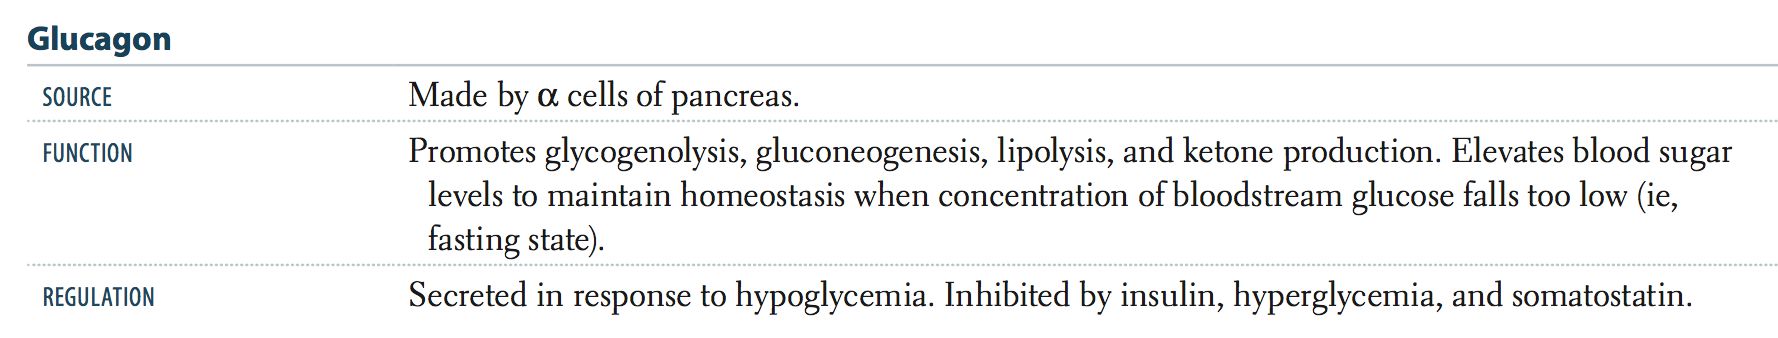 Glucagon
SOURCE Made by α cells of pancreas.
FUNCTION Promotes glycogenolysis, gluconeogenesis, lipolysis, and ketone production. Elevates blood sugar
levels to maintain homeostasis when concentration of bloodstream glucose falls too low (ie,
fasting state).
REGULATION Secreted in response to hypoglycemia. Inhibited by insulin, hyperglycemia, and somatostatin.